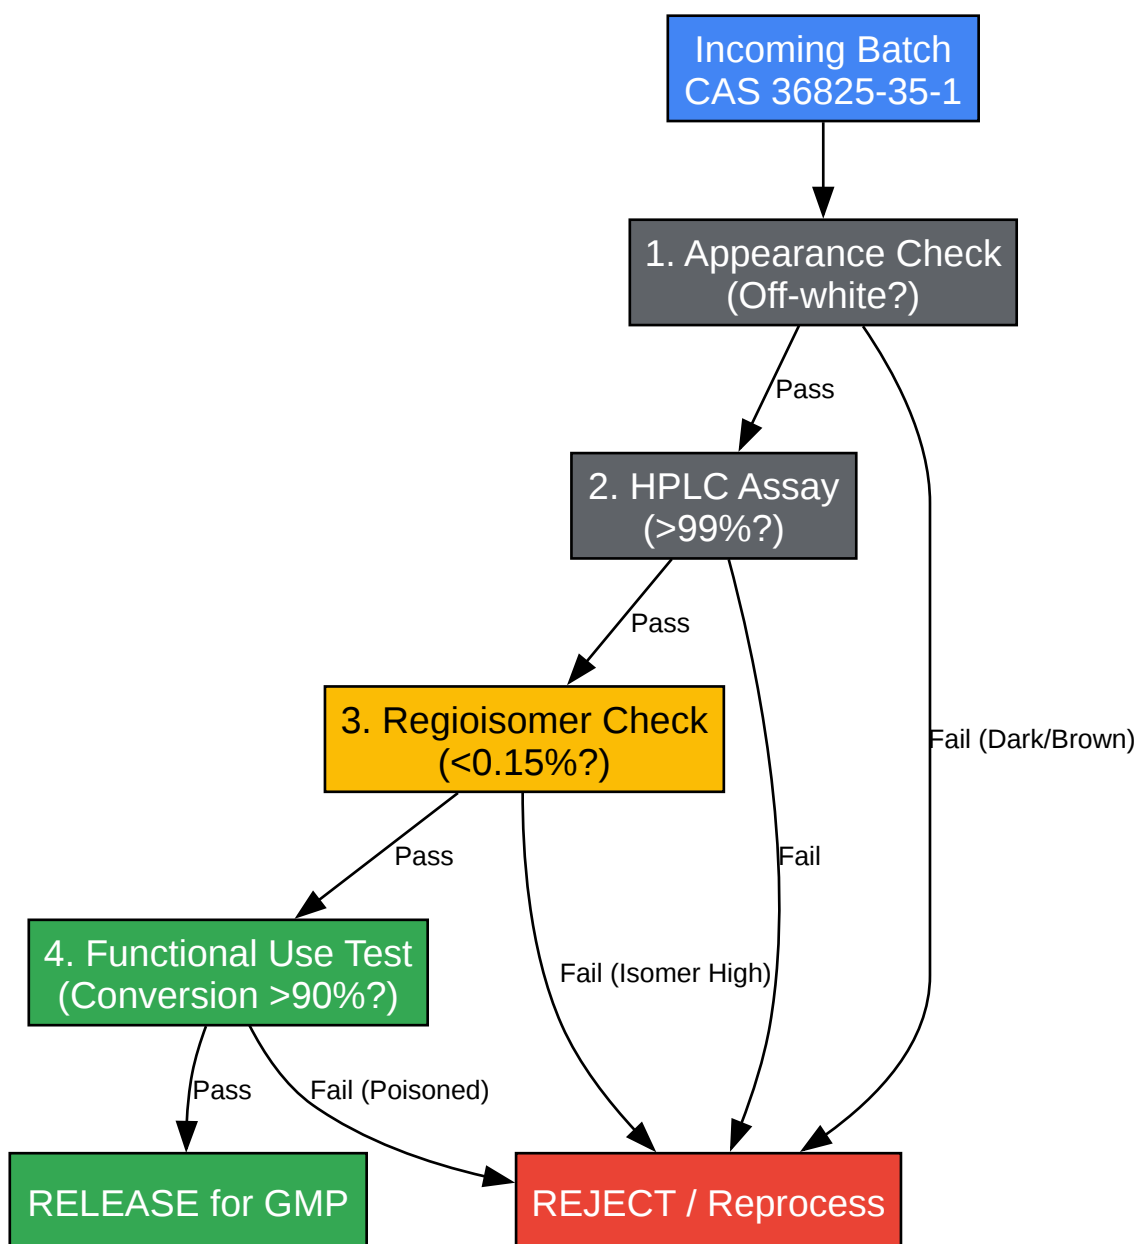 Incoming Batch
CAS 36825-35-1
1. Appearance Check
(Off-white?)
Pass
2. HPLC Assay
(>99%?)
Pass
3. Regioisomer Check
(<0.15%?)
Fail (Dark/Brown)
Pass
Fail
4. Functional Use Test
(Conversion >90%?)
Fail (Isomer High)
Pass
Fail (Poisoned)
RELEASE for GMP
REJECT / Reprocess